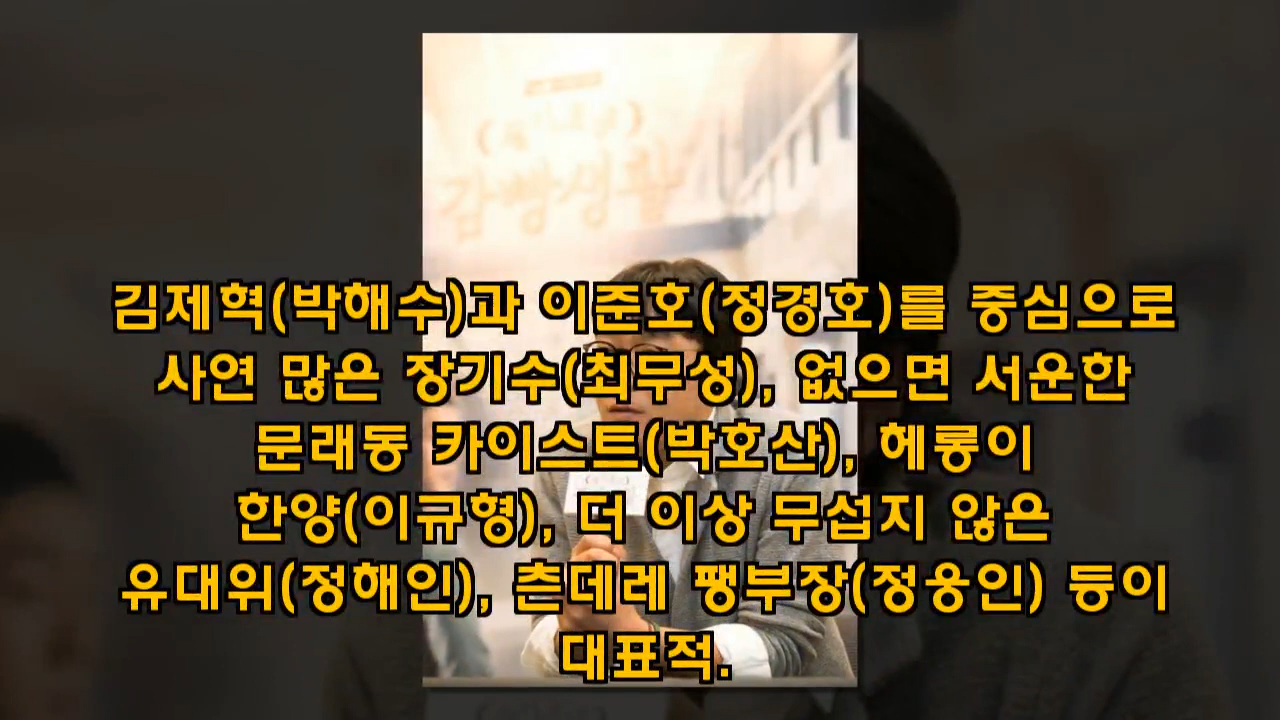 감빵생활
김제혁(박해수)과 이준호(정경호)를 중심으로
사연 많은 장기수(최무성), 없으면 서운한
문래동 카이스트(박호산), 헤롱이
한양(이규형), 더 이상 무섭지 않은
유대위(정해인), 츤데레 팽부장(정웅인) 등이
대표적.